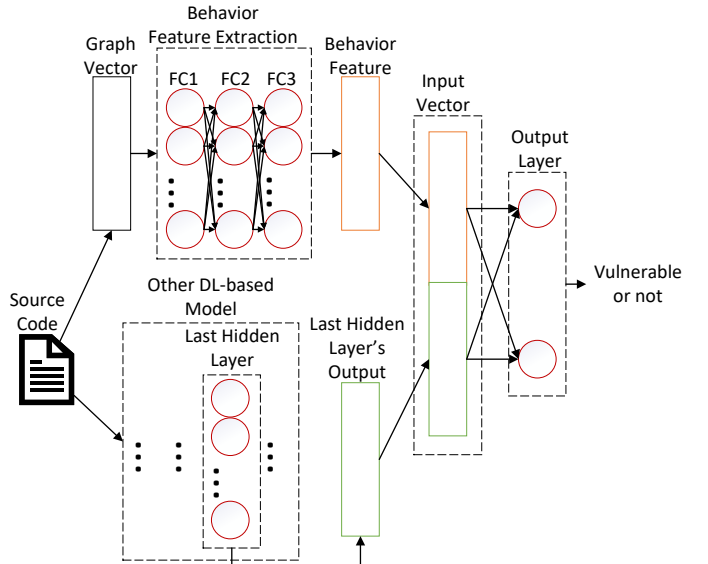 Behavior
Feature Extraction
Graph
Vector
FC1 FC2 FC3
Behavior
Feature
Input
Vector
Output
Layer
Vulnerable
or not
Source
Code
Other DL-based
Model
Last Hidden
Layer
Last Hidden
Layer's
Output